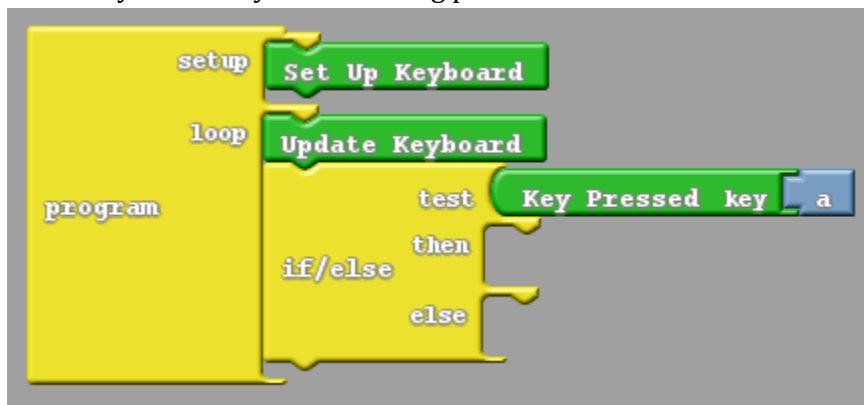 setup Set Up Keyboard
loop Update Keyboard
program
test Key Pressed key a
then
if/else
else